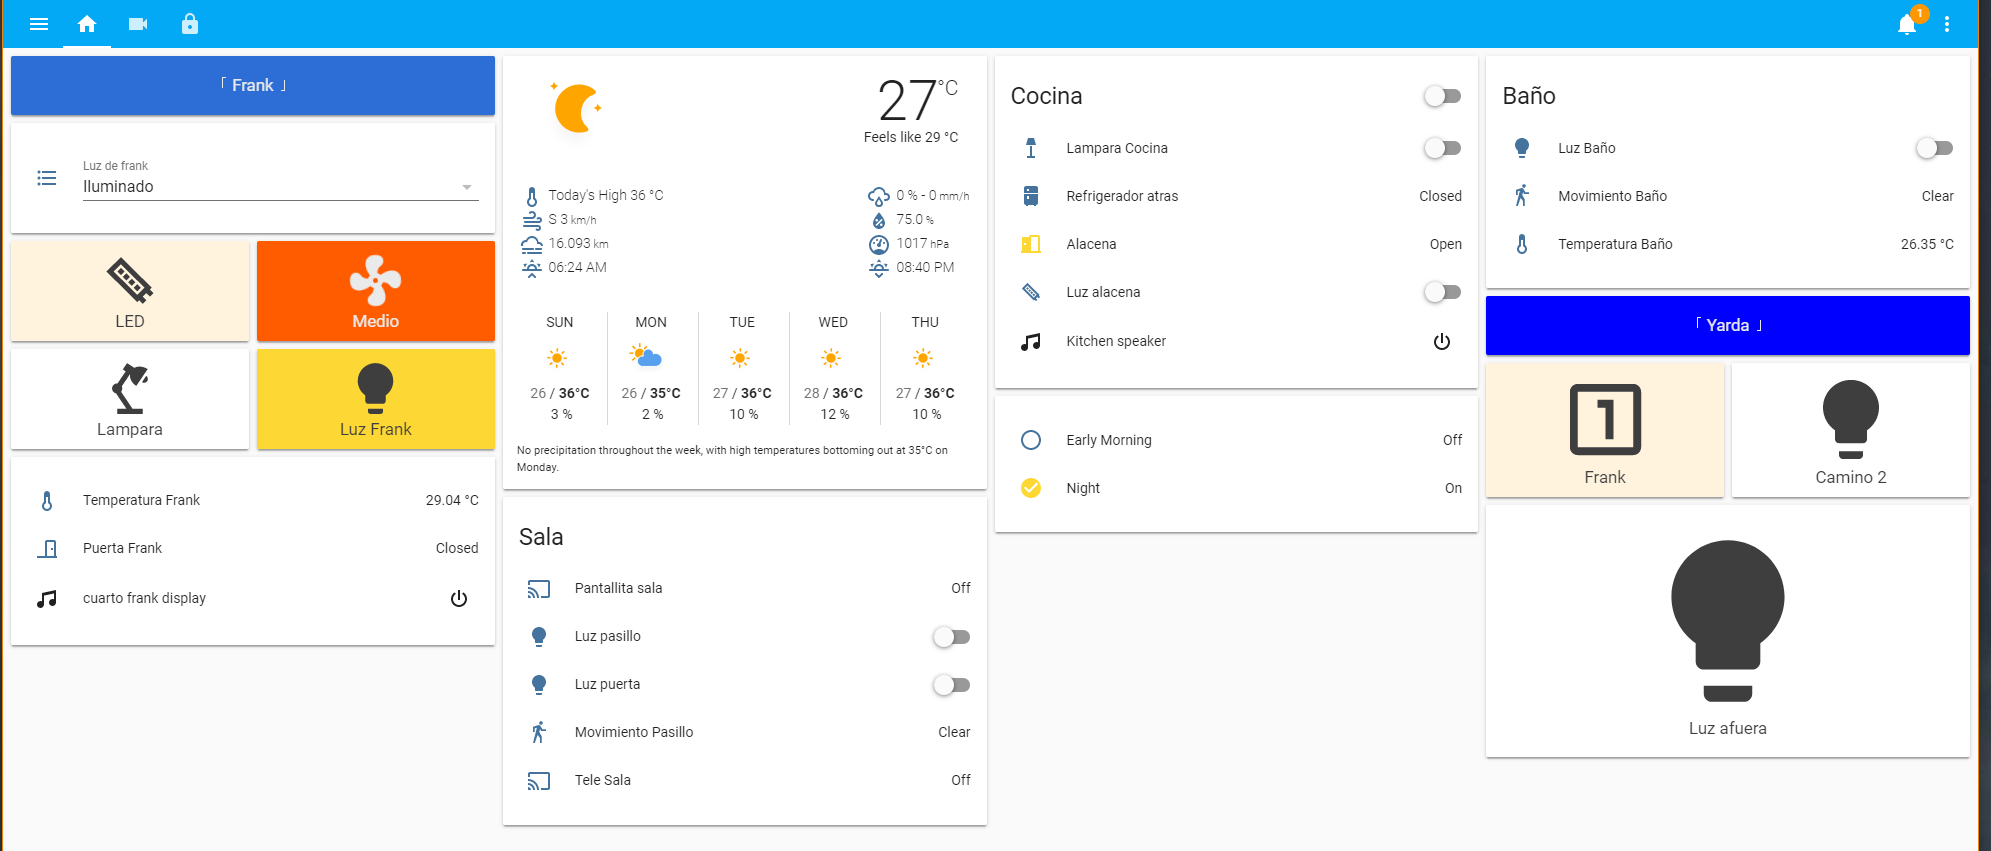 1
「 Frank 」
Luz de frank
Iluminado
LED
Medio
Lampara
Luz Frank
Temperatura Frank 29.04 °C
Puerta Frank Closed
cuarto frank display
27 °C
Feels like 29 °C
Today's High 36 °C 0 % - 0 mm/h
S 3 km/h 75.0 %
16.093 km 1017 hPa
06:24 AM 08:40 PM
SUN MON TUE WED THU
26 / 36°C 26 / 35°C 27 / 36°C 28 / 36°C 27 / 36°C
3 % 2 % 10 % 12 % 10 %
No precipitation throughout the week, with high temperatures bottoming out at 35°C on
Monday.
Sala
Pantallita sala Off
Luz pasillo
Luz puerta
Movimiento Pasillo Clear
Tele Sala Off
Cocina
Lampara Cocina
Refrigerador atras Closed
Alacena Open
Luz alacena
Kitchen speaker
Early Morning Off
Night On
Baño
Luz Baño
Movimiento Baño Clear
Temperatura Baño 26.35 °C
「 Yarda 」
1
Frank
Camino 2
Luz afuera